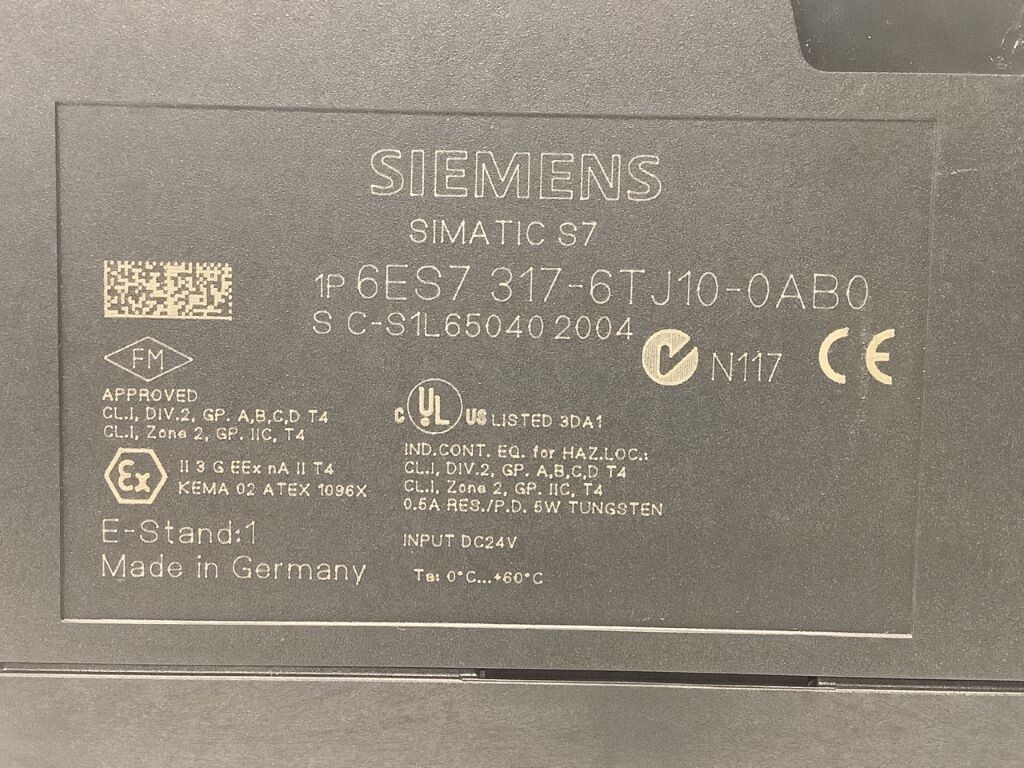 SIEMENS
SIMATIC S7
1P 6ES7 317-6TJ10-0AB0
S C-S1L65040 2004
N117 CE
FM
APPROVED
CL.I, DIV.2, GP. A,B,C,D T4
CL.I, Zone 2, GP. IIC, T4
Ex II 3 G EEx nA II T4
KEMA 02 ATEX 1096X
E-Stand:1
Made in Germany
C UL US LISTED 3DA1
IND.CONT. EQ. for HAZ.LOC.:
CL.I, DIV.2, GP. A,B,C,D T4
CL.I, Zone 2, GP. IIC, T4
0.5A RES./P.D. 5W TUNGSTEN
INPUT DC24V
Ta: 0°C...+60°C